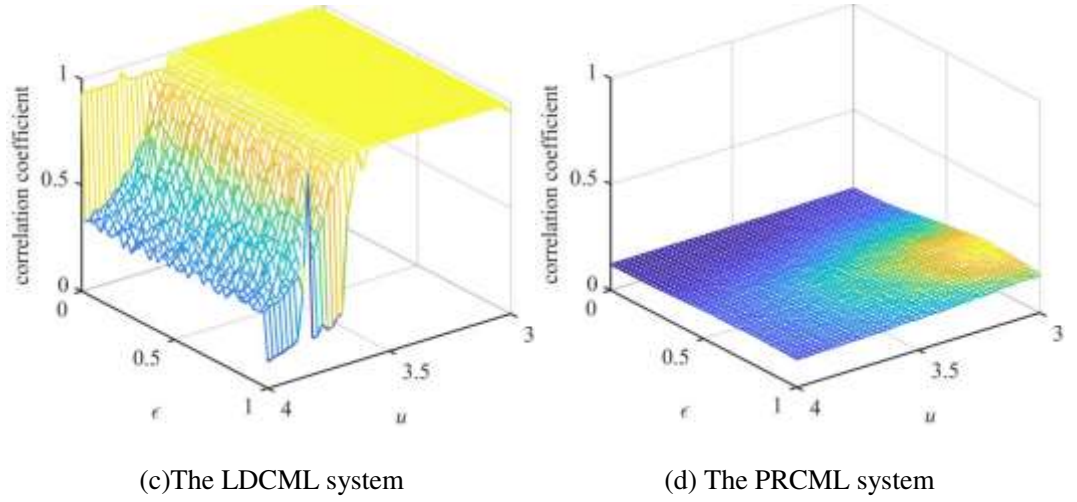 1
0.5
0
correlation coefficient
0
0.5
1
ϵ
4
3.5
3
u
1
0.5
0
correlation coefficient
0
0.5
1
ϵ
4
3.5
3
u
(c)The LDCML system
(d) The PRCML system